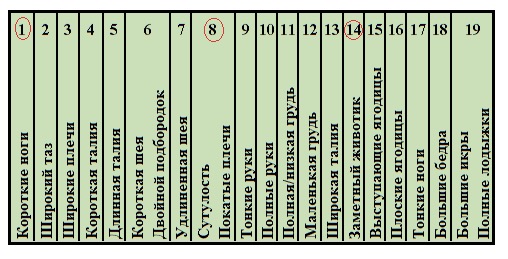 1 2 3 4 5 6 7 8 9 10 11 12 13 14 15 16 17 18 19
Короткие ноги
Широкий таз
Широкие плечи
Короткая талия
Длинная талия
Короткая шея
Двойной подбородок
Удлиненная шея
Сутулость
Покатые плечи
Тонкие руки
Полные руки
Полная/низкая грудь
Маленькая грудь
Широкая талия
Заметный животик
Выступающие ягодицы
Плоские ягодицы
Тонкие ноги
Большие бедра
Большие икры
Полные лодыжки